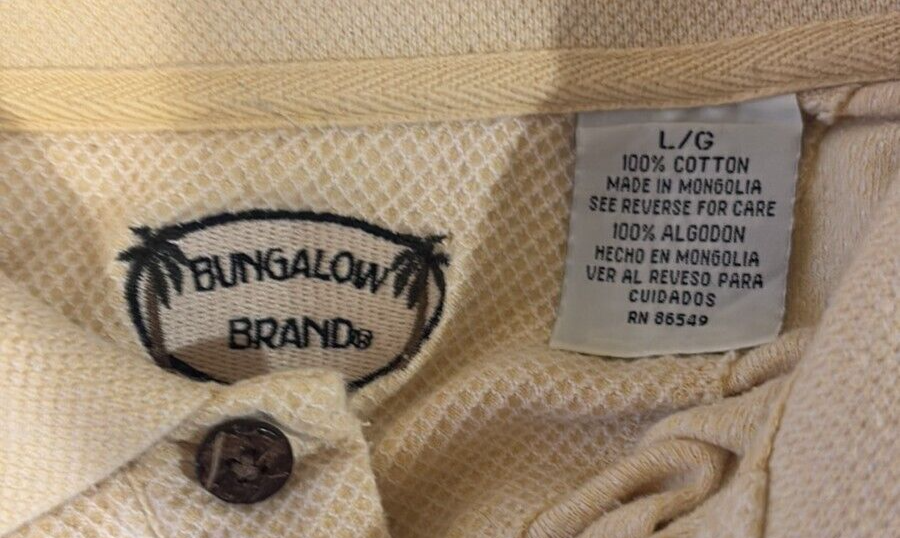 BUNGALOW
BRAND®
L/G
100% COTTON
MADE IN MONGOLIA
SEE REVERSE FOR CARE
100% ALGODON
HECHO EN MONGOLIA
VER AL REVESO PARA
CUIDADOS
RN 86549